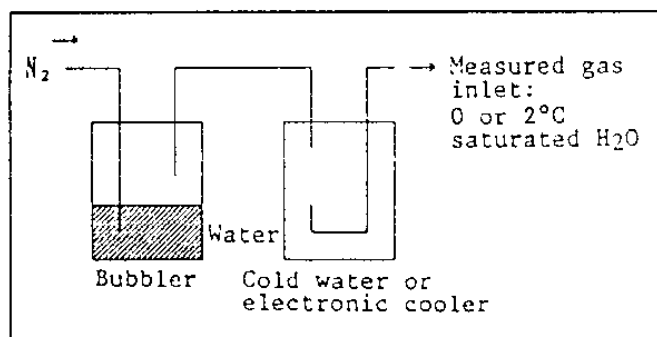 N₂
Measured gas
inlet:
0 or 2°C
saturated H₂O
Water
Bubbler
Cold water or
electronic cooler